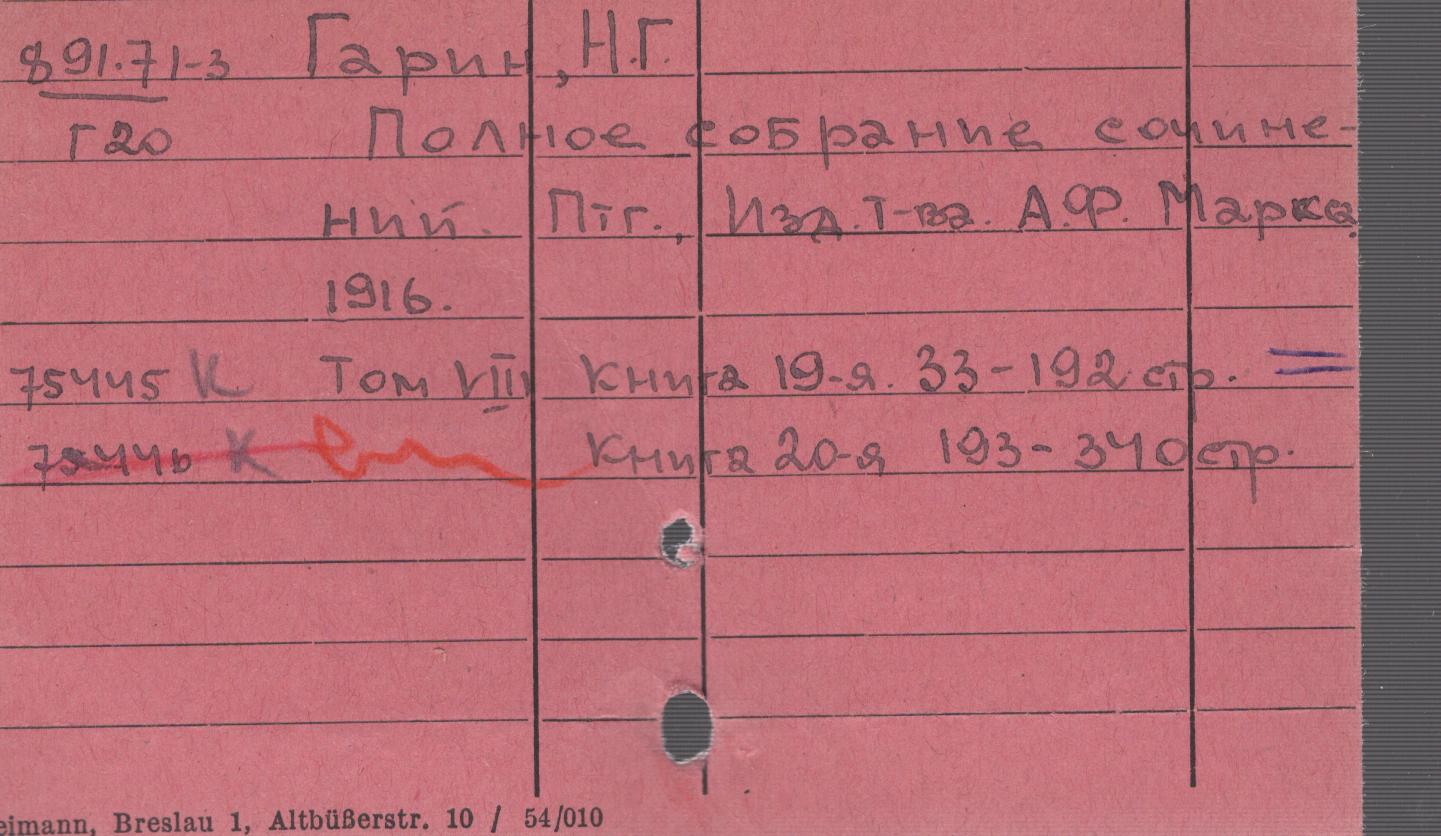 891.71-3 Гарин, Н.Г.
Г20 Полное собрание сочине-
ний. Птг., Изд. Т-ва. А.Ф. Маркса.
1916.
75445 К Том VIII Книга 19-я. 33-192 стр.
75446 К Книга 20-я 193-340 стр.
eimann, Breslau 1, Altbüßerstr. 10 / 54/010